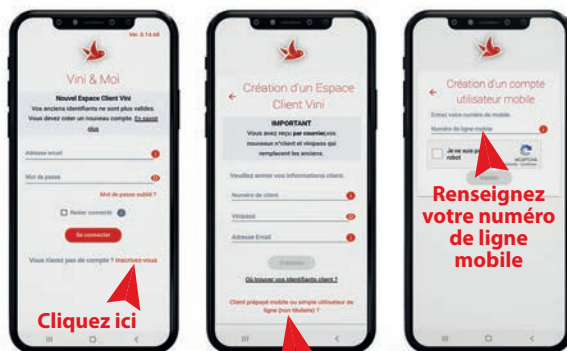 Ver. 8.14.68
Vini & Moi
Nouvel Espace Client Vini
Vos anciens identifiants ne sont plus valides.
Vous devez créer un nouveau compte. En savoir
plus
Adresse email
Mot de passe
Mot de passe oublié ?
Rester connecté
Se connecter
Vous n'avez pas de compte ? Inscrivez-vous
Cliquez ici
Création d'un Espace
Client Vini
IMPORTANT
Vous avez reçu par courrier, vos
nouveaux n°client et vinipass qui
remplacent les anciens.
Veuillez entrer vos informations client.
Numéro de client
Vinipass
Adresse Email
Où trouver vos identifiants client ?
Client prépayé mobile ou simple utilisateur de
ligne (non titulaire) ?
Création d'un compte
utilisateur mobile
Entrez votre numéro de mobile
Numéro de ligne mobile
Je ne suis pas
robot
reCAPTCHA
Renseignez
votre numéro
de ligne
mobile